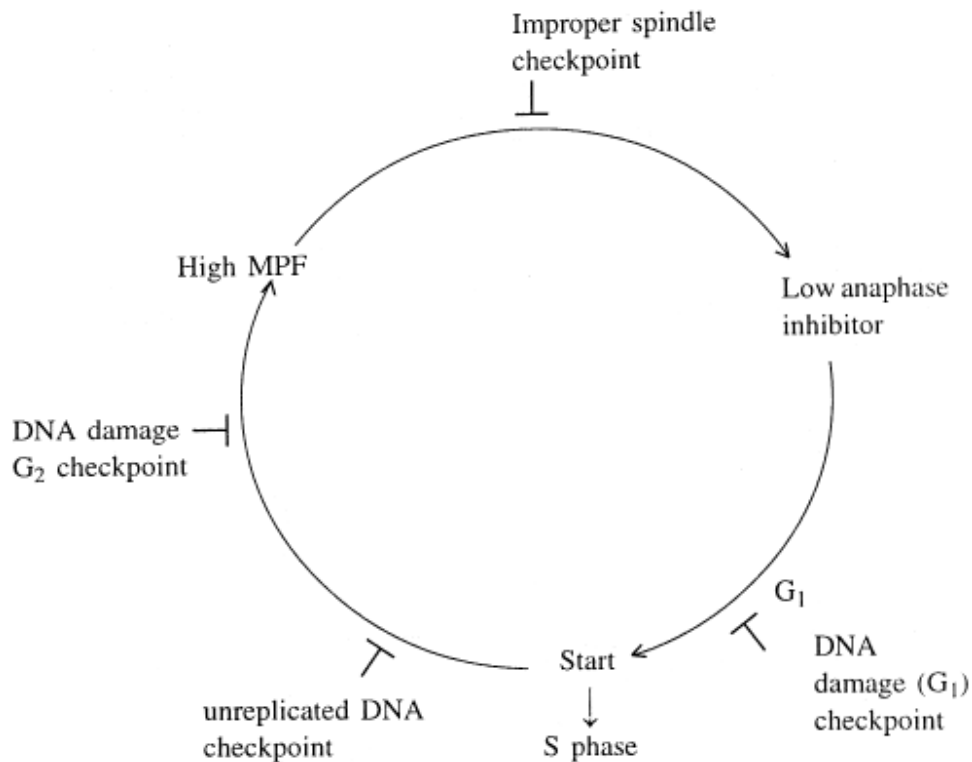 Improper spindle
checkpoint
High MPF
Low anaphase
inhibitor
DNA damage
G₂ checkpoint
G₁
DNA
damage (G₁)
checkpoint
Start
unreplicated DNA
checkpoint
S phase